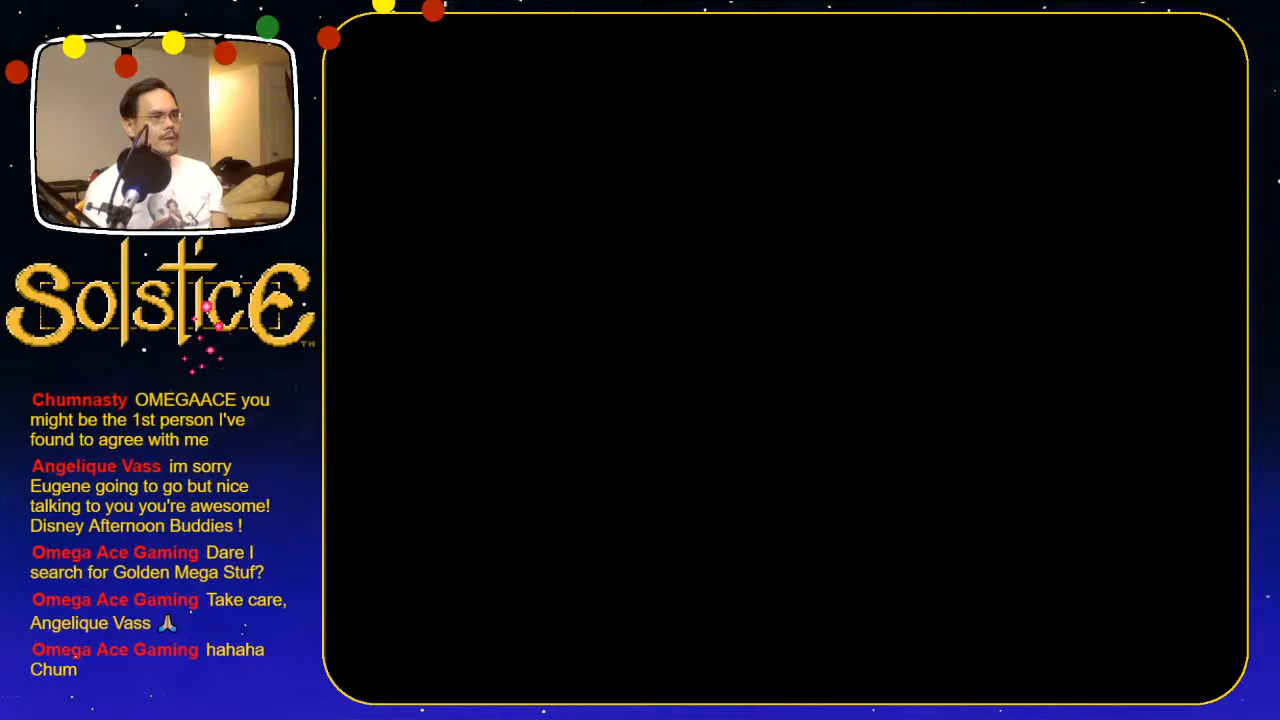 Solstice TM
Chumnasty OMEGAACE you
might be the 1st person I've
found to agree with me
Angelique Vass im sorry
Eugene going to go but nice
talking to you you're awesome!
Disney Afternoon Buddies !
Omega Ace Gaming Dare I
search for Golden Mega Stuf?
Omega Ace Gaming Take care,
Angelique Vass 🙏🏽
Omega Ace Gaming hahaha
Chum